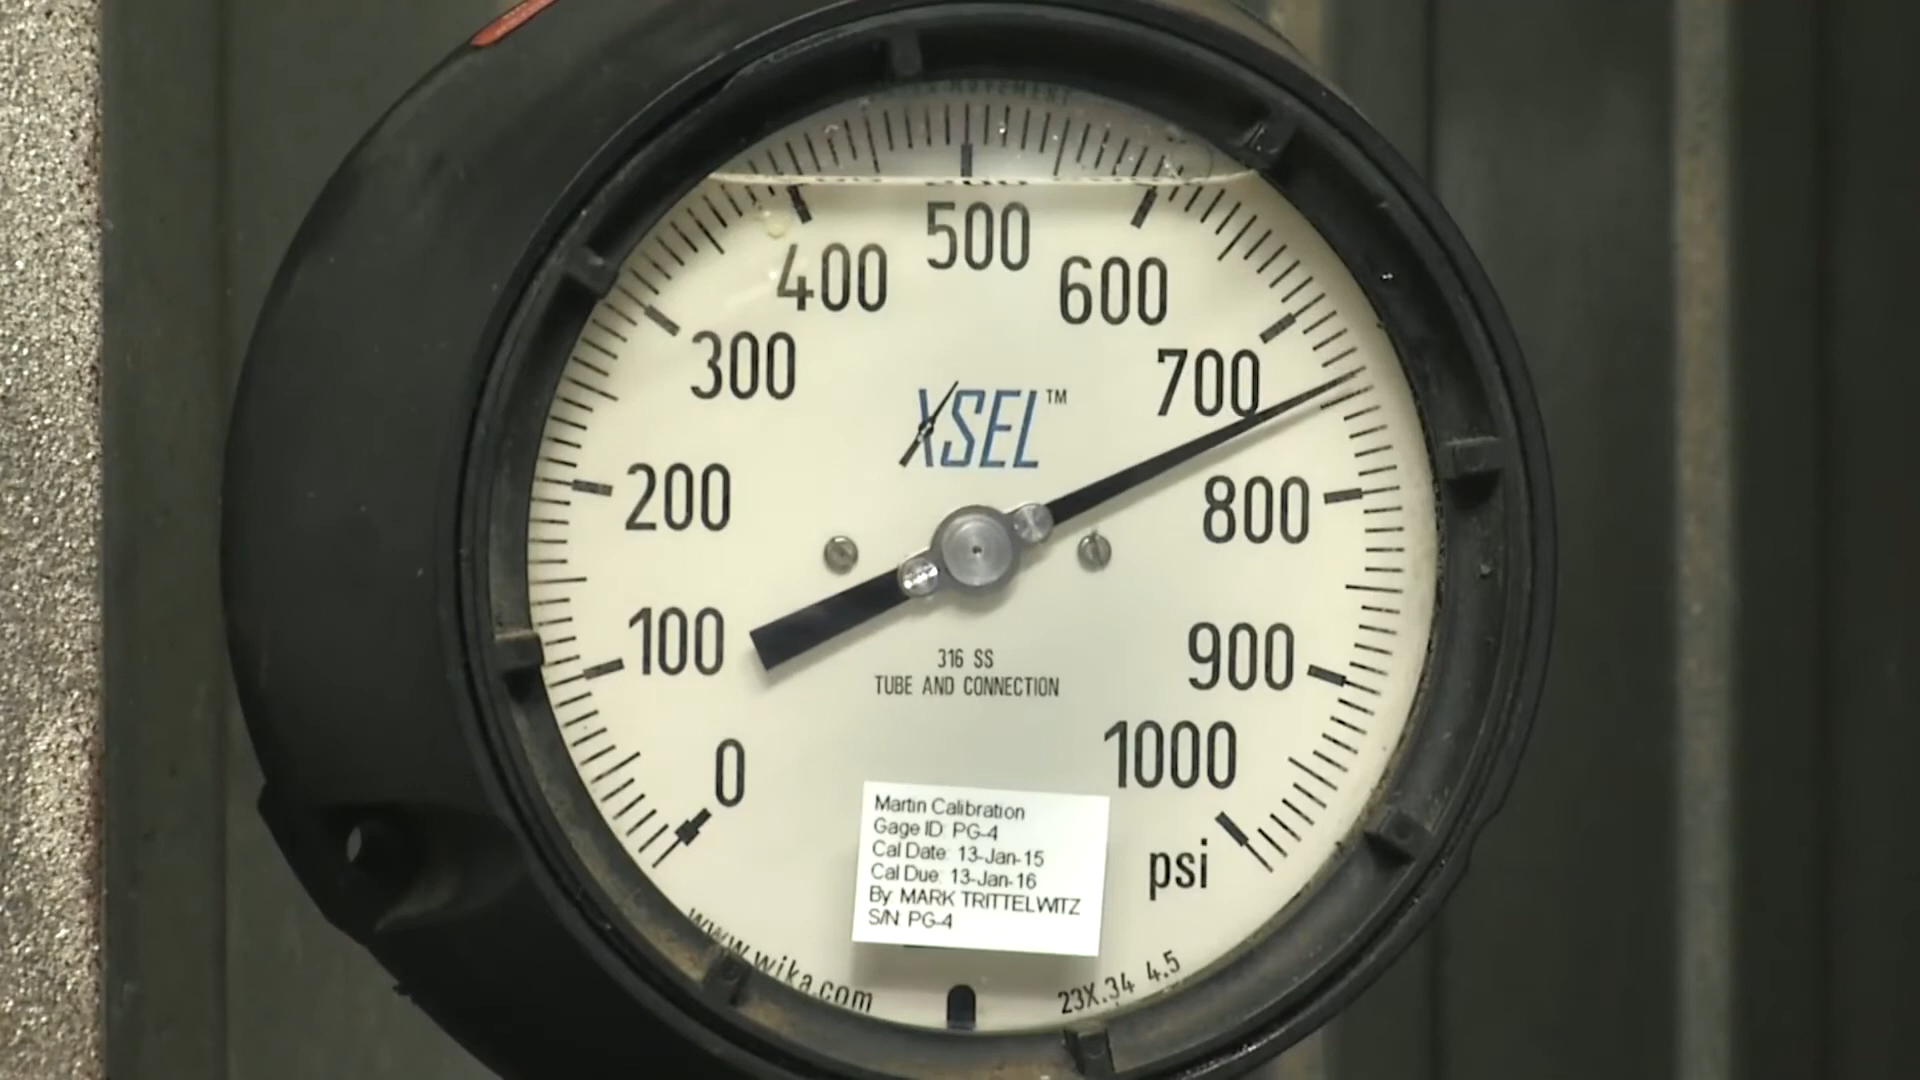 500
400
600
300
700
XSEL™
200
800
100
900
316 SS
TUBE AND CONNECTION
0
1000
Martin Calibration
Gage ID: PG-4
Cal Date: 13-Jan-15
Cal Due: 13-Jan-16
By: MARK TRITTELWITZ
S/N: PG-4
psi
www.wika.com
23X.34 4.5